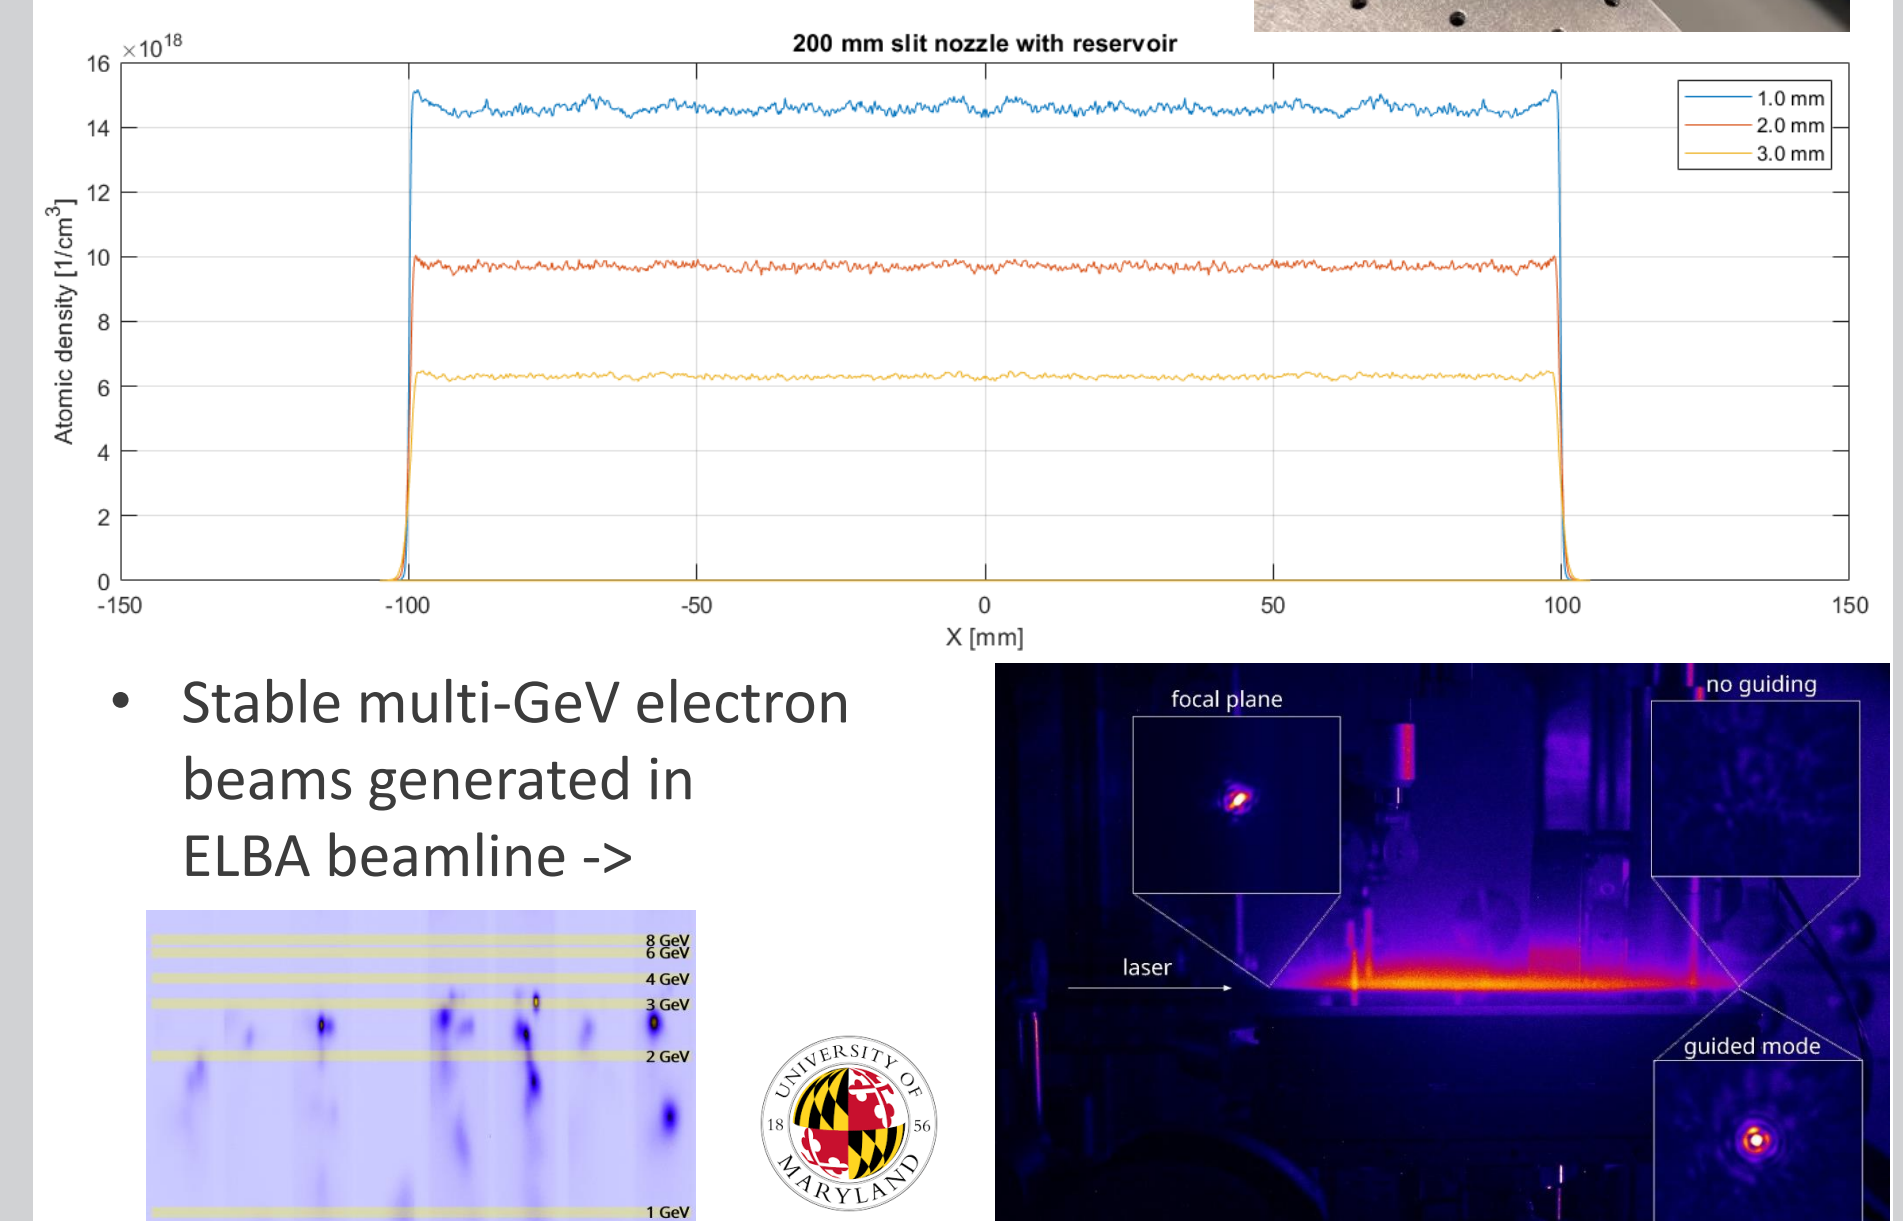 200 mm slit nozzle with reservoir
×10^18
16
14
12
10
8
6
4
2
0
Atomic density [1/cm^3]
-150
-100
-50
0
50
100
150
X [mm]
1.0 mm
2.0 mm
3.0 mm
• Stable multi-GeV electron
beams generated in
ELBA beamline ->
8 GeV
6 GeV
4 GeV
3 GeV
2 GeV
1 GeV
UNIVERSITY OF
18 56
MARYLAND
focal plane
no guiding
laser
guided mode